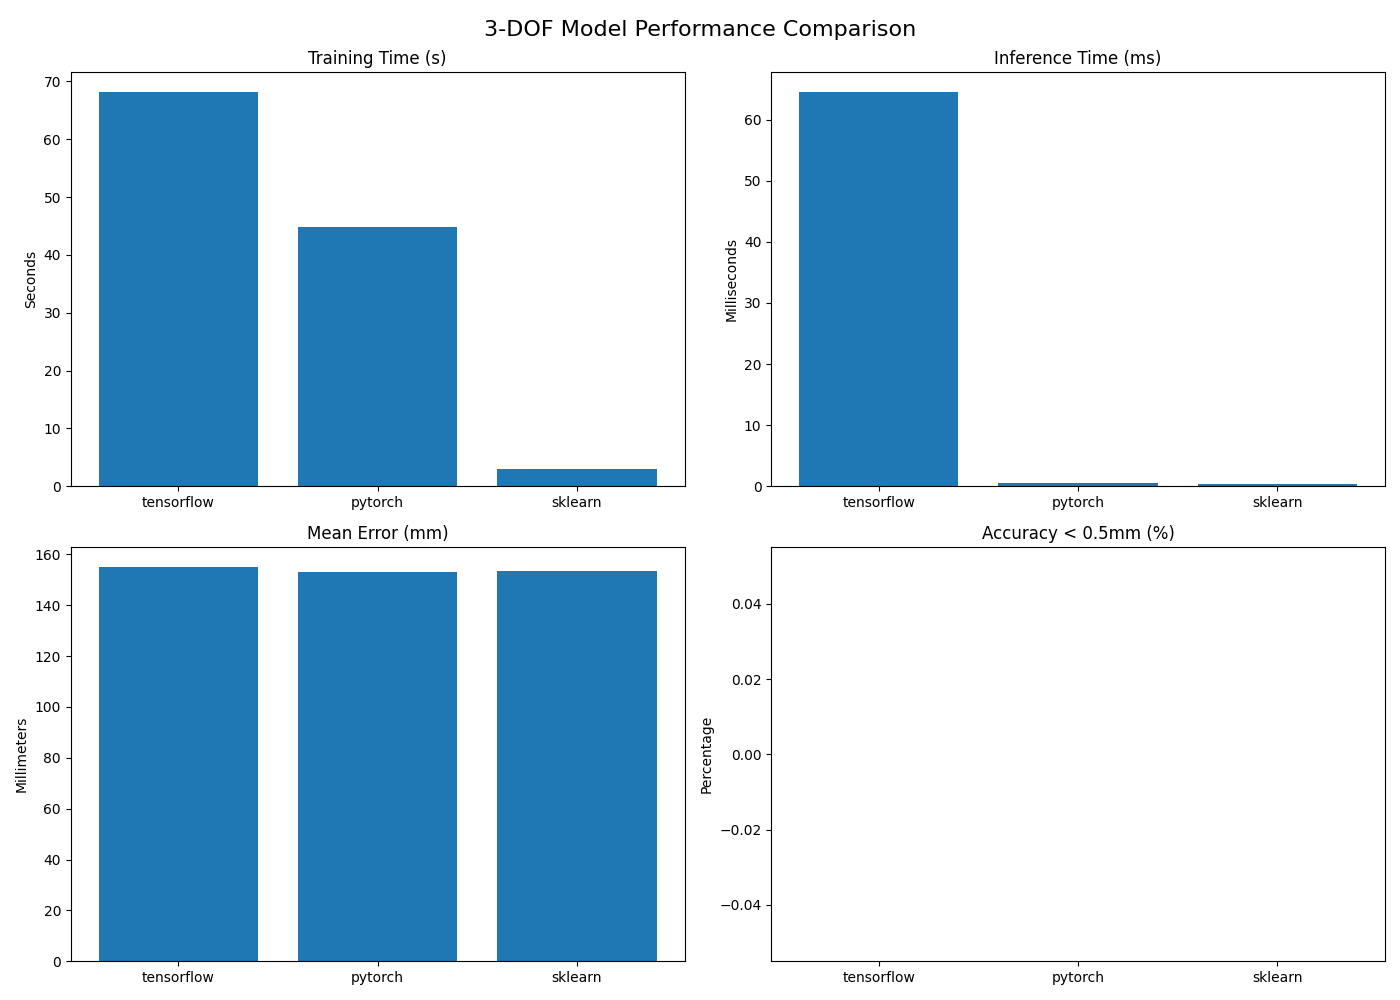 3-DOF Model Performance Comparison
Training Time (s)
70
60
50
40
30
20
10
0
Seconds
tensorflow pytorch sklearn
Inference Time (ms)
60
50
40
30
20
10
0
Milliseconds
tensorflow pytorch sklearn
Mean Error (mm)
160
140
120
100
80
60
40
20
0
Millimeters
tensorflow pytorch sklearn
Accuracy < 0.5mm (%)
0.04
0.02
0.00
−0.02
−0.04
Percentage
tensorflow pytorch sklearn